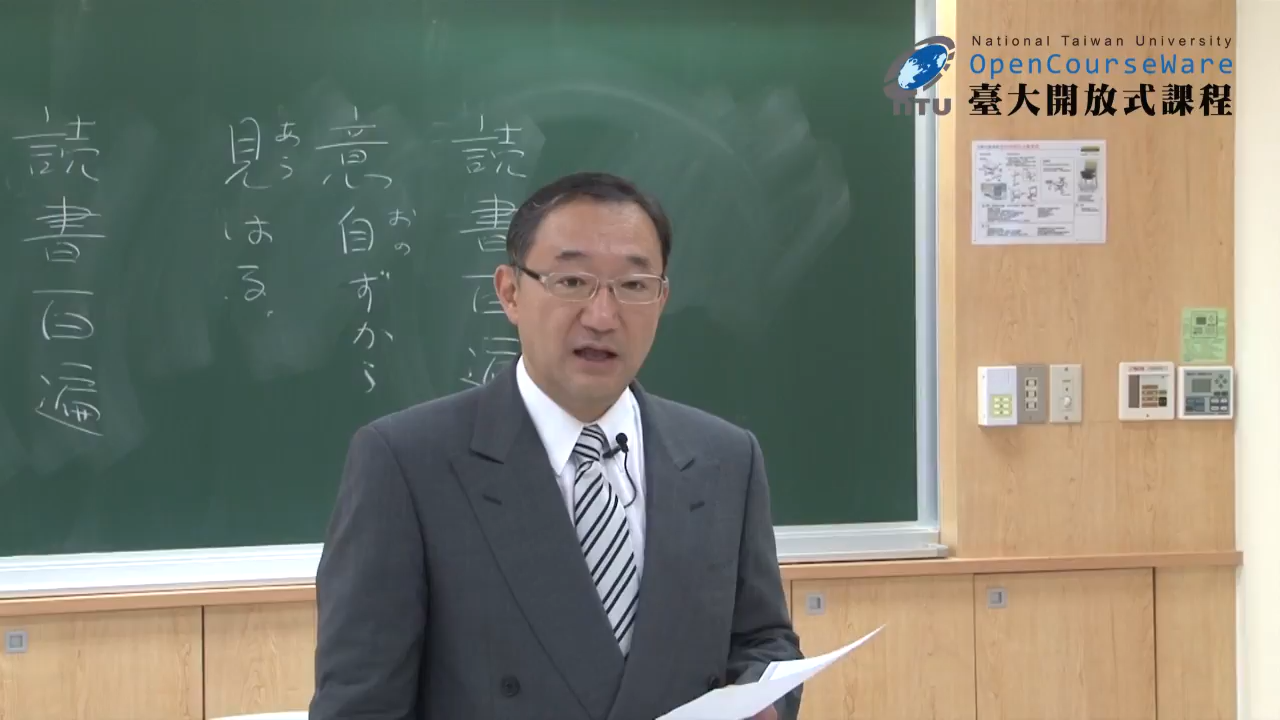 National Taiwan University
OpenCourseWare
臺大開放式課程
NTU
読書百遍
意自ずから
おの
見はる
あら
読書百遍